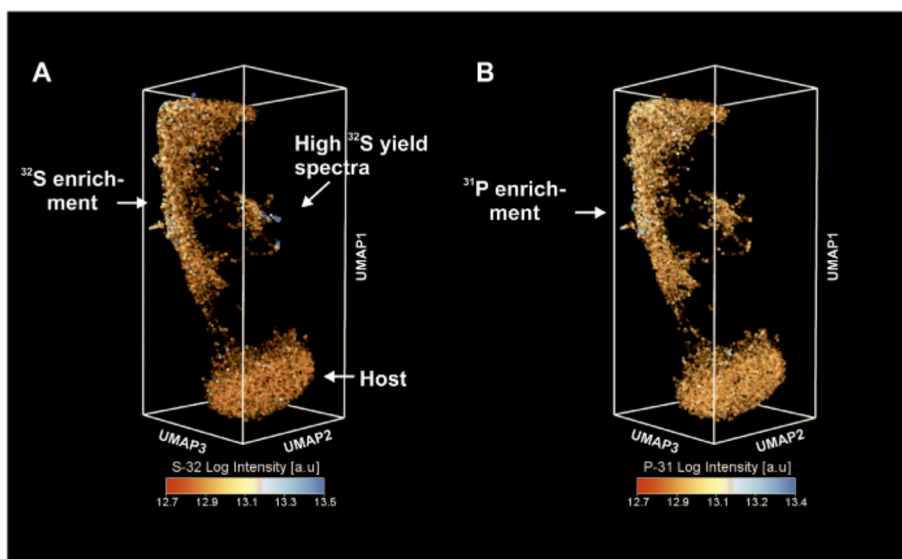 A
B
High ³²S yield
spectra
³²S enrich-
ment
³¹P enrich-
ment
UMAP1
UMAP1
Host
UMAP3
UMAP2
UMAP3
UMAP2
S-32 Log Intensity [a.u]
12.7 12.9 13.1 13.3 13.5
P-31 Log Intensity [a.u]
12.7 12.9 13.1 13.2 13.4